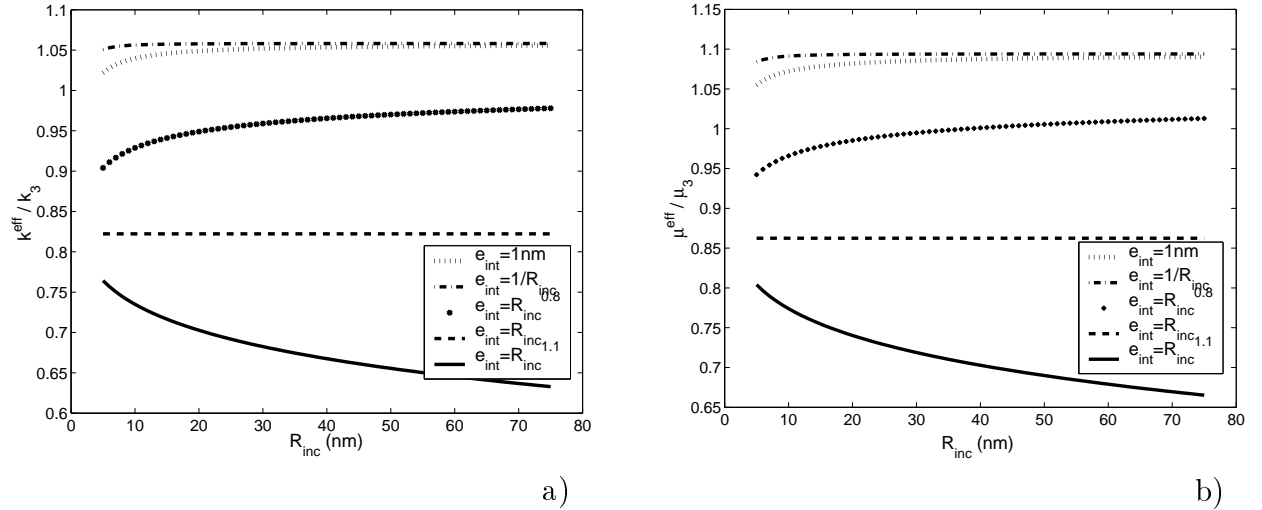 1.1
1.05
1
0.95
0.9
0.85
0.8
0.75
0.7
0.65
0.6
k^eff / k_3
0 10 20 30 40 50 60 70 80
R_inc (nm)
e_int=1nm
e_int=1/R_inc
e_int=R_inc^0.8
e_int=R_inc
e_int=R_inc^1.1
a)
1.15
1.1
1.05
1
0.95
0.9
0.85
0.8
0.75
0.7
0.65
μ^eff / μ_3
0 10 20 30 40 50 60 70 80
R_inc (nm)
e_int=1nm
e_int=1/R_inc
e_int=R_inc^0.8
e_int=R_inc
e_int=R_inc^1.1
b)